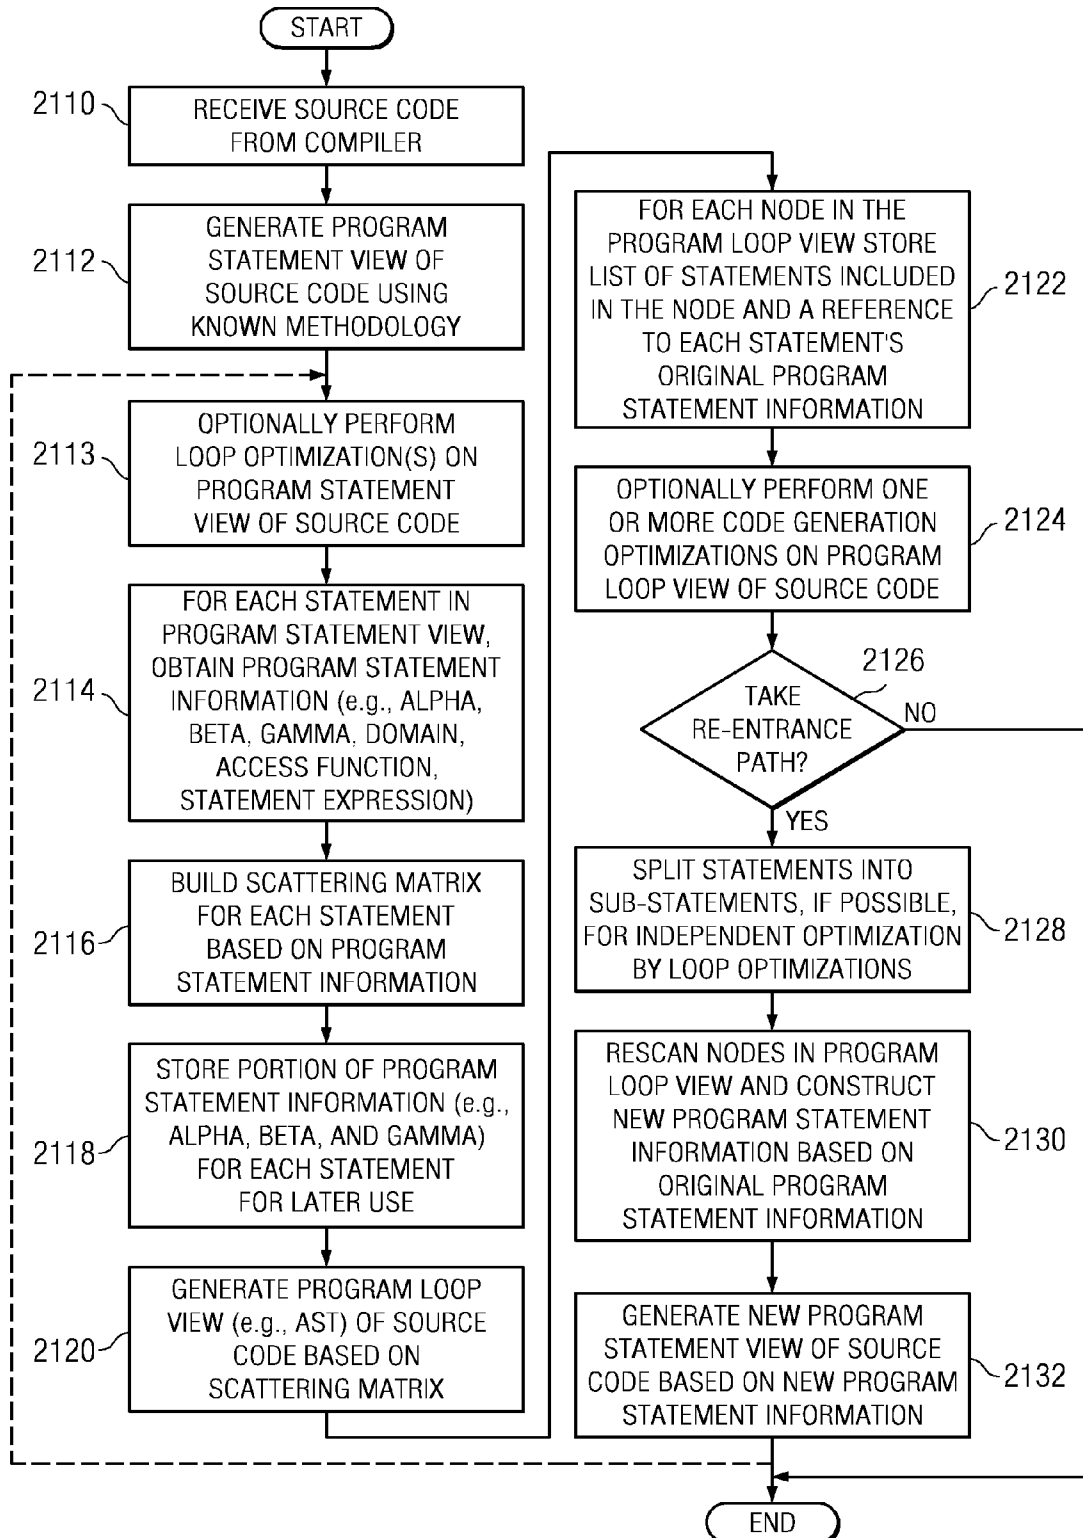 START
2110
RECEIVE SOURCE CODE
FROM COMPILER
2112
GENERATE PROGRAM
STATEMENT VIEW OF
SOURCE CODE USING
KNOWN METHODOLOGY
2113
OPTIONALLY PERFORM
LOOP OPTIMIZATION(S) ON
PROGRAM STATEMENT
VIEW OF SOURCE CODE
2114
FOR EACH STATEMENT IN
PROGRAM STATEMENT VIEW,
OBTAIN PROGRAM STATEMENT
INFORMATION (e.g., ALPHA,
BETA, GAMMA, DOMAIN,
ACCESS FUNCTION,
STATEMENT EXPRESSION)
2116
BUILD SCATTERING MATRIX
FOR EACH STATEMENT
BASED ON PROGRAM
STATEMENT INFORMATION
2118
STORE PORTION OF PROGRAM
STATEMENT INFORMATION (e.g.,
ALPHA, BETA, AND GAMMA)
FOR EACH STATEMENT
FOR LATER USE
2120
GENERATE PROGRAM LOOP
VIEW (e.g., AST) OF SOURCE
CODE BASED ON
SCATTERING MATRIX
FOR EACH NODE IN THE
PROGRAM LOOP VIEW STORE
LIST OF STATEMENTS INCLUDED
IN THE NODE AND A REFERENCE
TO EACH STATEMENT'S
ORIGINAL PROGRAM
STATEMENT INFORMATION
2122
OPTIONALLY PERFORM ONE
OR MORE CODE GENERATION
OPTIMIZATIONS ON PROGRAM
LOOP VIEW OF SOURCE CODE
2124
TAKE
RE-ENTRANCE
PATH?
2126
NO
YES
SPLIT STATEMENTS INTO
SUB-STATEMENTS, IF POSSIBLE,
FOR INDEPENDENT OPTIMIZATION
BY LOOP OPTIMIZATIONS
2128
RESCAN NODES IN PROGRAM
LOOP VIEW AND CONSTRUCT
NEW PROGRAM STATEMENT
INFORMATION BASED ON
ORIGINAL PROGRAM
STATEMENT INFORMATION
2130
GENERATE NEW PROGRAM
STATEMENT VIEW OF SOURCE
CODE BASED ON NEW PROGRAM
STATEMENT INFORMATION
2132
END